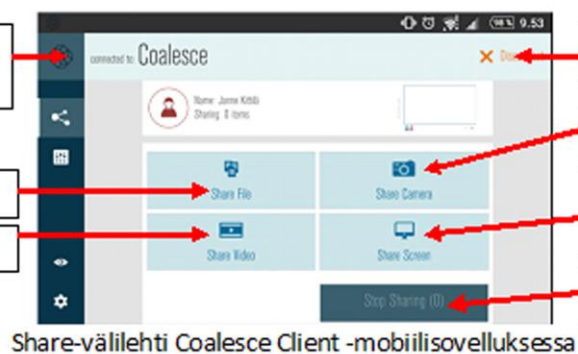 98% 9.53
connected to: Coalesce
Name: Janne Kittilä
Sharing: 0 items
Share File
Share Camera
Share Video
Share Screen
Stop Sharing (0)
Share-välilehti Coalesce Client -mobiilisovelluksessa